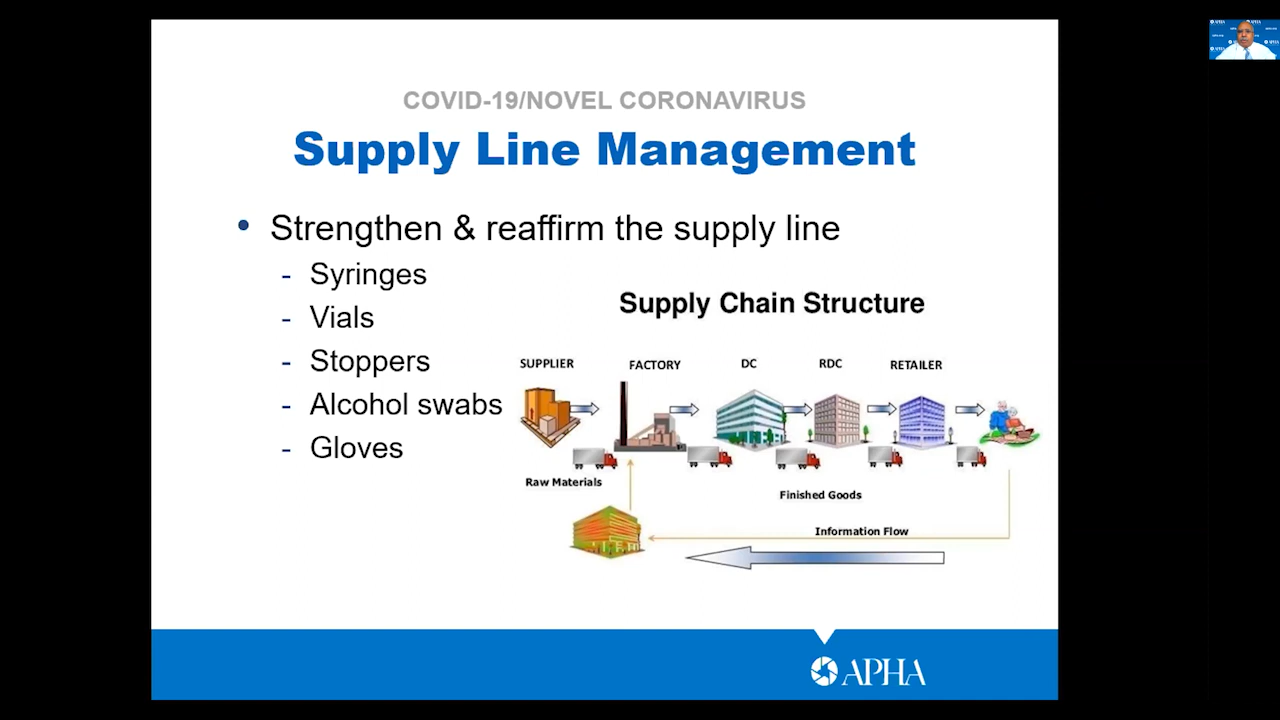 COVID-19/NOVEL CORONAVIRUS
Supply Line Management
• Strengthen & reaffirm the supply line
- Syringes
- Vials
- Stoppers
- Alcohol swabs
- Gloves
Supply Chain Structure
SUPPLIER FACTORY DC RDC RETAILER
Raw Materials
Finished Goods
Information Flow
APHA